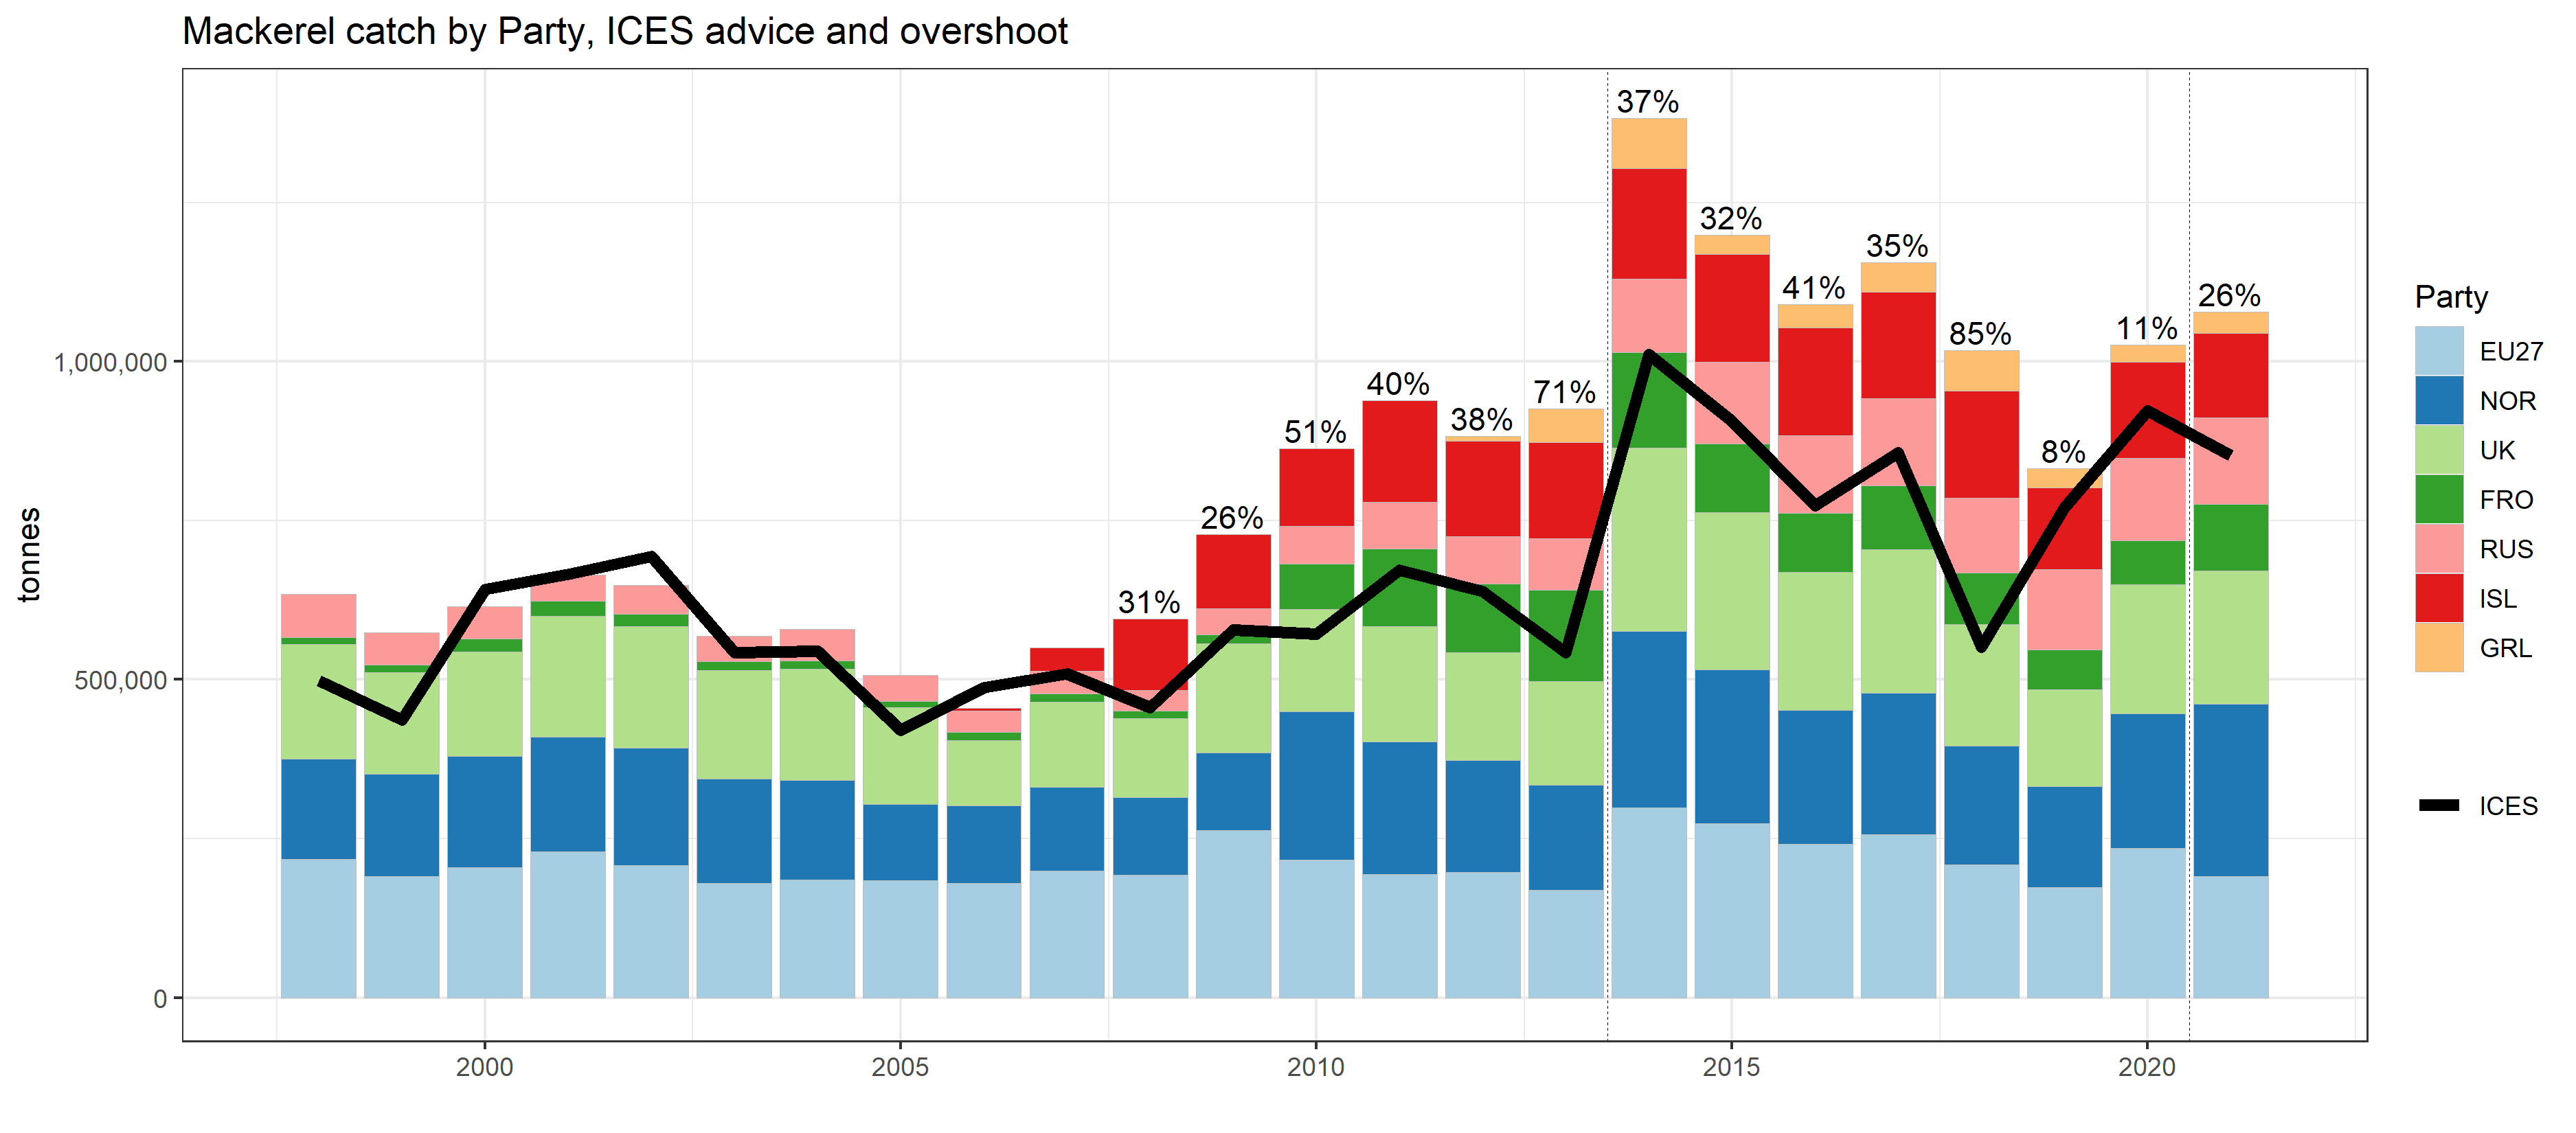 Mackerel catch by Party, ICES advice and overshoot
37%
32%
35%
41%
26%
85%
11%
40%
71%
38%
51%
8%
26%
31%
1,000,000
500,000
0
tonnes
2000
2005
2010
2015
2020
Party
EU27
NOR
UK
FRO
RUS
ISL
GRL
ICES